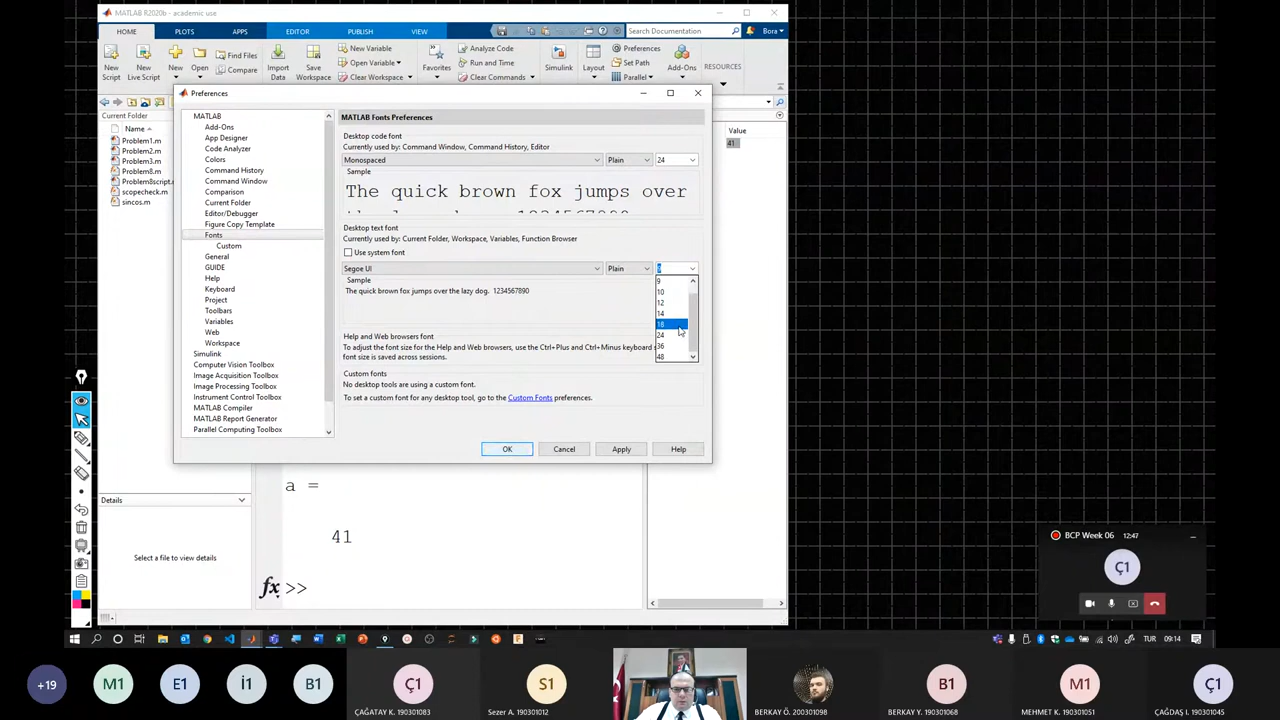 MATLAB R2020b - academic use
HOME PLOTS APPS EDITOR PUBLISH VIEW
Search Documentation
Bora
New Script
New Live Script
New
Open
Find Files
Compare
Import Data
Save Workspace
New Variable
Open Variable
Clear Workspace
Favorites
Analyze Code
Run and Time
Clear Commands
Simulink
Layout
Preferences
Set Path
Parallel
Add-Ons
RESOURCES
Preferences
Current Folder
Name
Problem1.m
Problem2.m
Problem3.m
Problem8.m
Problem8script.
scopecheck.m
sincos.m
Details
Select a file to view details
MATLAB
Add-Ons
App Designer
Code Analyzer
Colors
Command History
Command Window
Comparison
Current Folder
Editor/Debugger
Figure Copy Template
Fonts
Custom
General
GUIDE
Help
Keyboard
Project
Toolbars
Variables
Web
Workspace
Simulink
Computer Vision Toolbox
Image Acquisition Toolbox
Image Processing Toolbox
Instrument Control Toolbox
MATLAB Compiler
MATLAB Report Generator
Parallel Computing Toolbox
MATLAB Fonts Preferences
Desktop code font
Currently used by: Command Window, Command History, Editor
Monospaced Plain 24
Sample
The quick brown fox jumps over
Desktop text font
Currently used by: Current Folder, Workspace, Variables, Function Browser
Use system font
Segoe UI Plain 9
Sample
The quick brown fox jumps over the lazy dog. 1234567890
9
10
12
14
18
24
36
48
Help and Web browsers font
To adjust the font size for the Help and Web browsers, use the Ctrl+Plus and Ctrl+Minus keyboard s
font size is saved across sessions.
Custom fonts
No desktop tools are using a custom font.
To set a custom font for any desktop tool, go to the Custom Fonts preferences.
OK Cancel Apply Help
Value
41
a =
41
fx >>
BCP Week 06 12:47
Ç1
TUR 09:14
+19
M1
E1
İ1
B1
Ç1
ÇAĞATAY K. 190301083
S1
Sezer A. 190301012
BERKAY Ö. 200301098
B1
BERKAY Y. 190301068
M1
MEHMET K. 190301051
Ç1
ÇAĞDAŞ I. 190301145